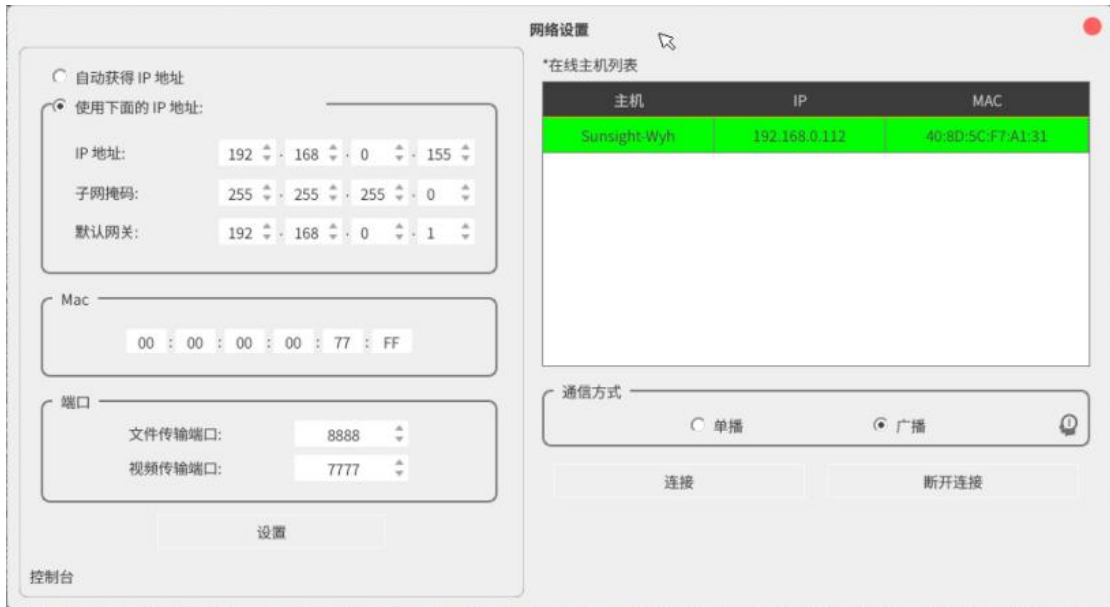 网络设置
自动获得 IP 地址
使用下面的 IP 地址:
IP 地址: 192 . 168 . 0 . 155
子网掩码: 255 . 255 . 255 . 0
默认网关: 192 . 168 . 0 . 1
Mac
00 : 00 : 00 : 00 : 77 : FF
端口
文件传输端口: 8888
视频传输端口: 7777
设置
控制台
*在线主机列表
主机 IP MAC
Sunsight-Wyh 192.168.0.112 40:8D:5C:F7:A1:31
通信方式
单播 广播
连接 断开连接